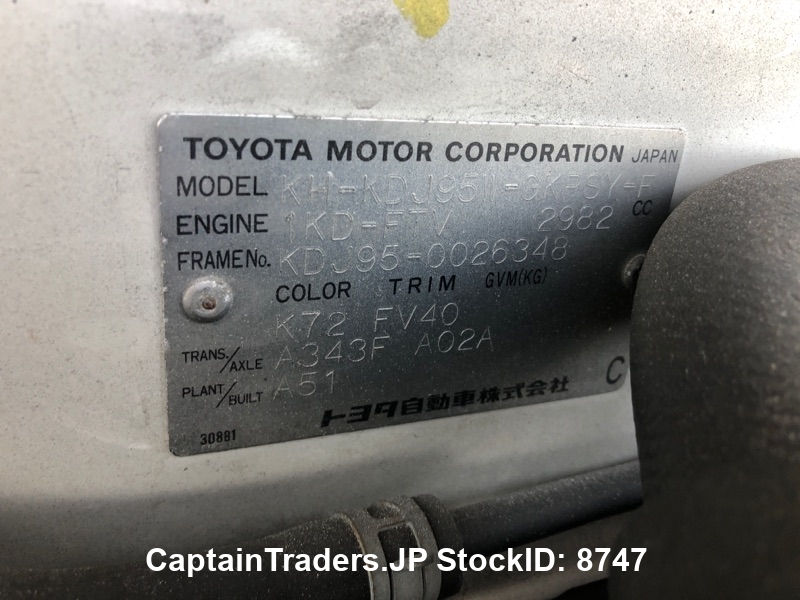 TOYOTA MOTOR CORPORATION JAPAN
MODEL KH-KDJ95W-GKPSY-F
ENGINE 1KD-FTV 2982 CC
FRAME No. KDJ95-0026348
COLOR TRIM GVM(KG)
K72 FV40
TRANS./AXLE A343F A02A
PLANT/BUILT A51
トヨタ自動車株式会社 C
30881
CaptainTraders.JP StockID: 8747